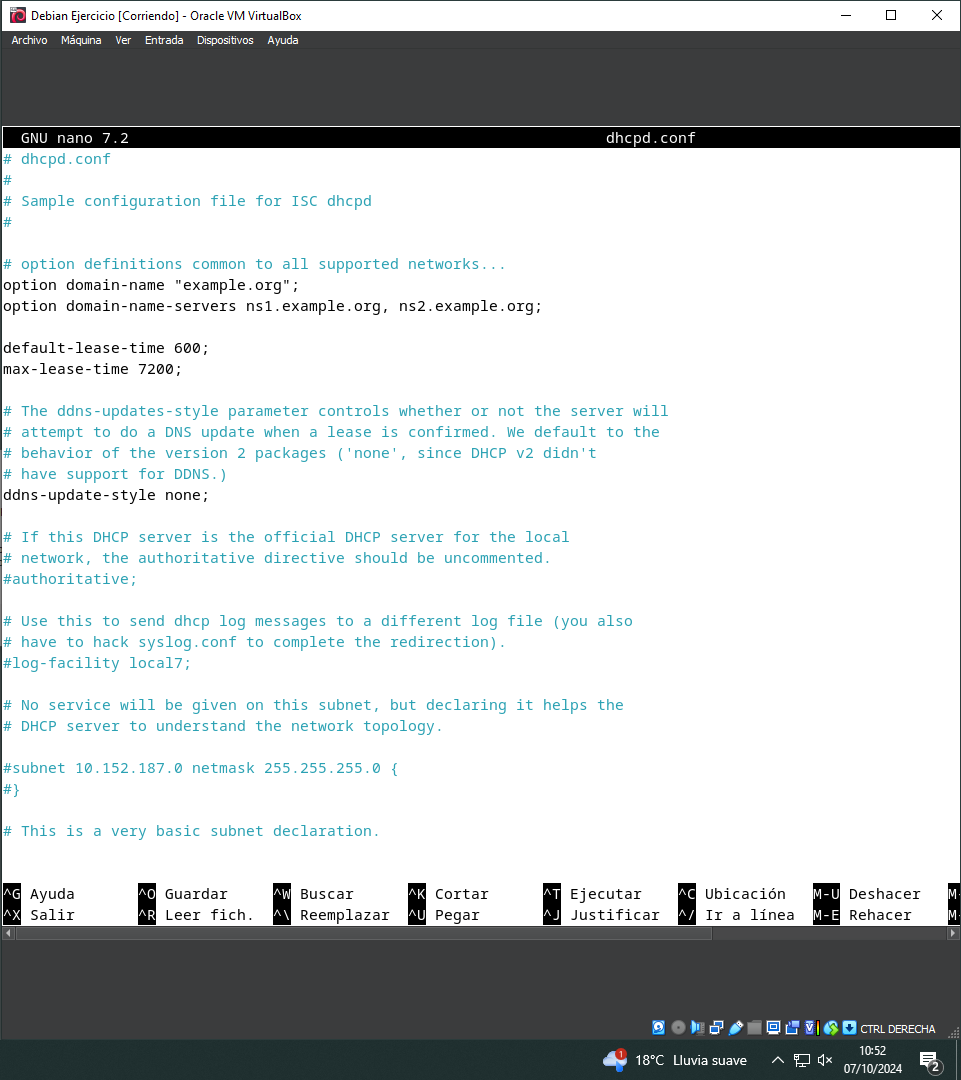 Debian Ejercicio [Corriendo] - Oracle VM VirtualBox
Archivo Máquina Ver Entrada Dispositivos Ayuda
GNU nano 7.2 dhcpd.conf
# dhcpd.conf
#
# Sample configuration file for ISC dhcpd
#
# option definitions common to all supported networks...
option domain-name "example.org";
option domain-name-servers ns1.example.org, ns2.example.org;
default-lease-time 600;
max-lease-time 7200;
# The ddns-updates-style parameter controls whether or not the server will
# attempt to do a DNS update when a lease is confirmed. We default to the
# behavior of the version 2 packages ('none', since DHCP v2 didn't
# have support for DDNS.)
ddns-update-style none;
# If this DHCP server is the official DHCP server for the local
# network, the authoritative directive should be uncommented.
#authoritative;
# Use this to send dhcp log messages to a different log file (you also
# have to hack syslog.conf to complete the redirection).
#log-facility local7;
# No service will be given on this subnet, but declaring it helps the
# DHCP server to understand the network topology.
#subnet 10.152.187.0 netmask 255.255.255.0 {
#}
# This is a very basic subnet declaration.
^G Ayuda ^O Guardar ^W Buscar ^K Cortar ^T Ejecutar ^C Ubicación M-U Deshacer M-
^X Salir ^R Leer fich. ^\ Reemplazar ^U Pegar ^J Justificar ^/ Ir a línea M-E Rehacer M-
CTRL DERECHA
1 18°C Lluvia suave 10:52
07/10/2024 2